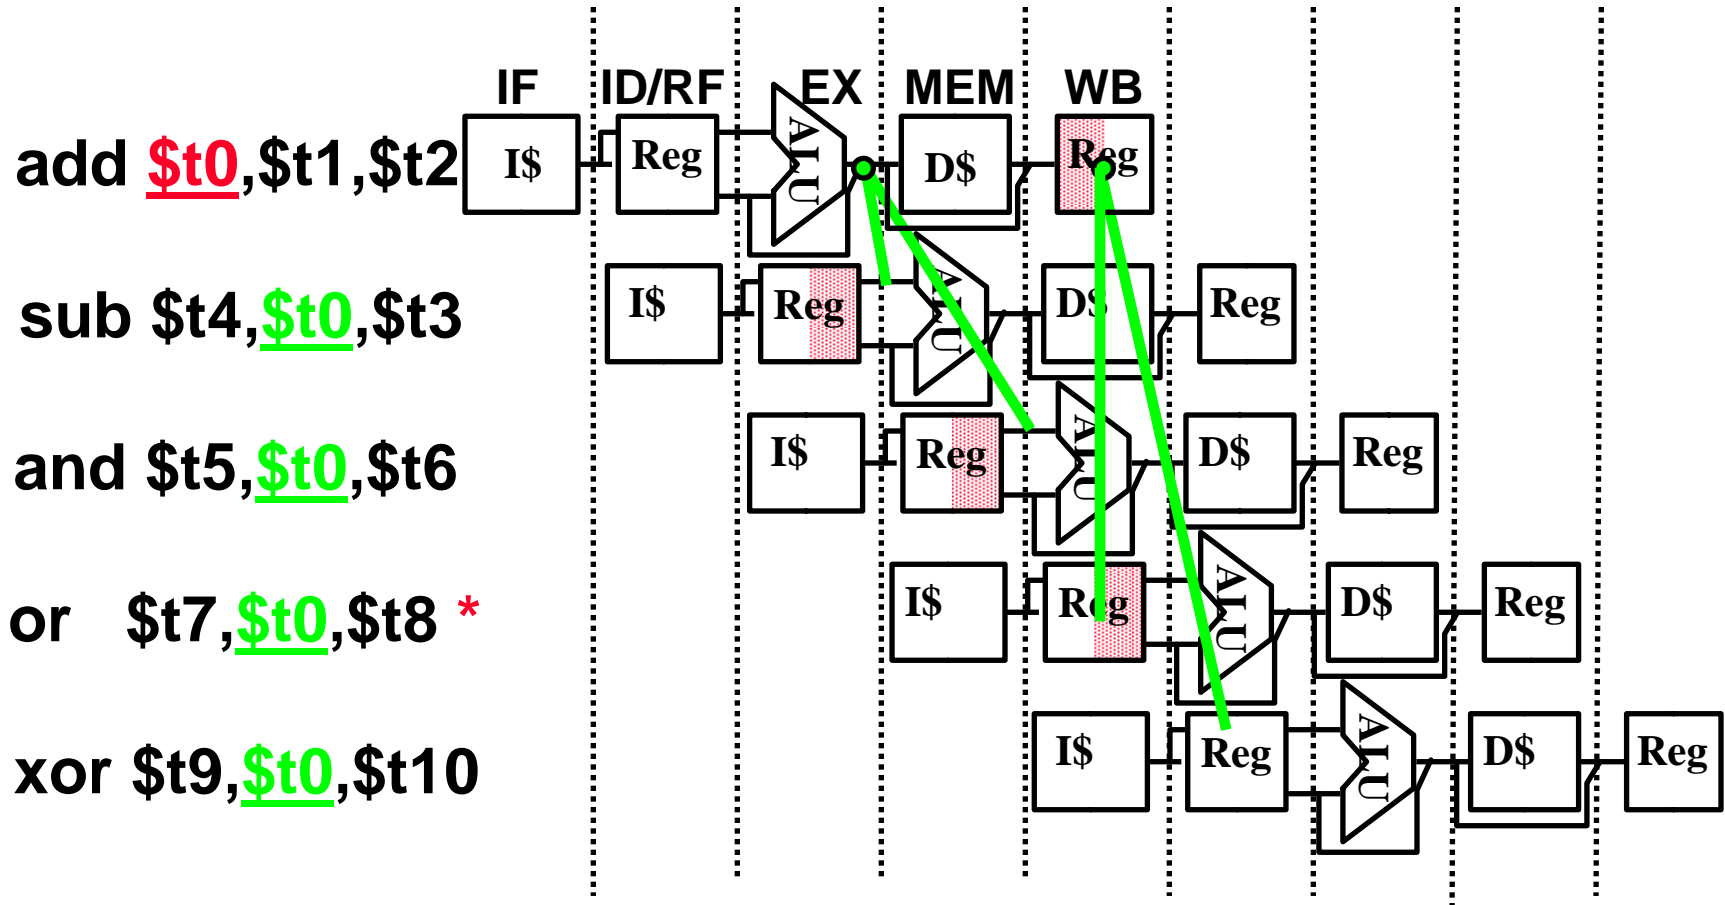 IF ID/RF EX MEM WB
add $t0,$t1,$t2 I$ Reg ALU D$ Reg
sub $t4,$t0,$t3 I$ Reg ALU D$ Reg
and $t5,$t0,$t6 I$ Reg ALU D$ Reg
or $t7,$t0,$t8 * I$ Reg ALU D$ Reg
xor $t9,$t0,$t10 I$ Reg ALU D$ Reg